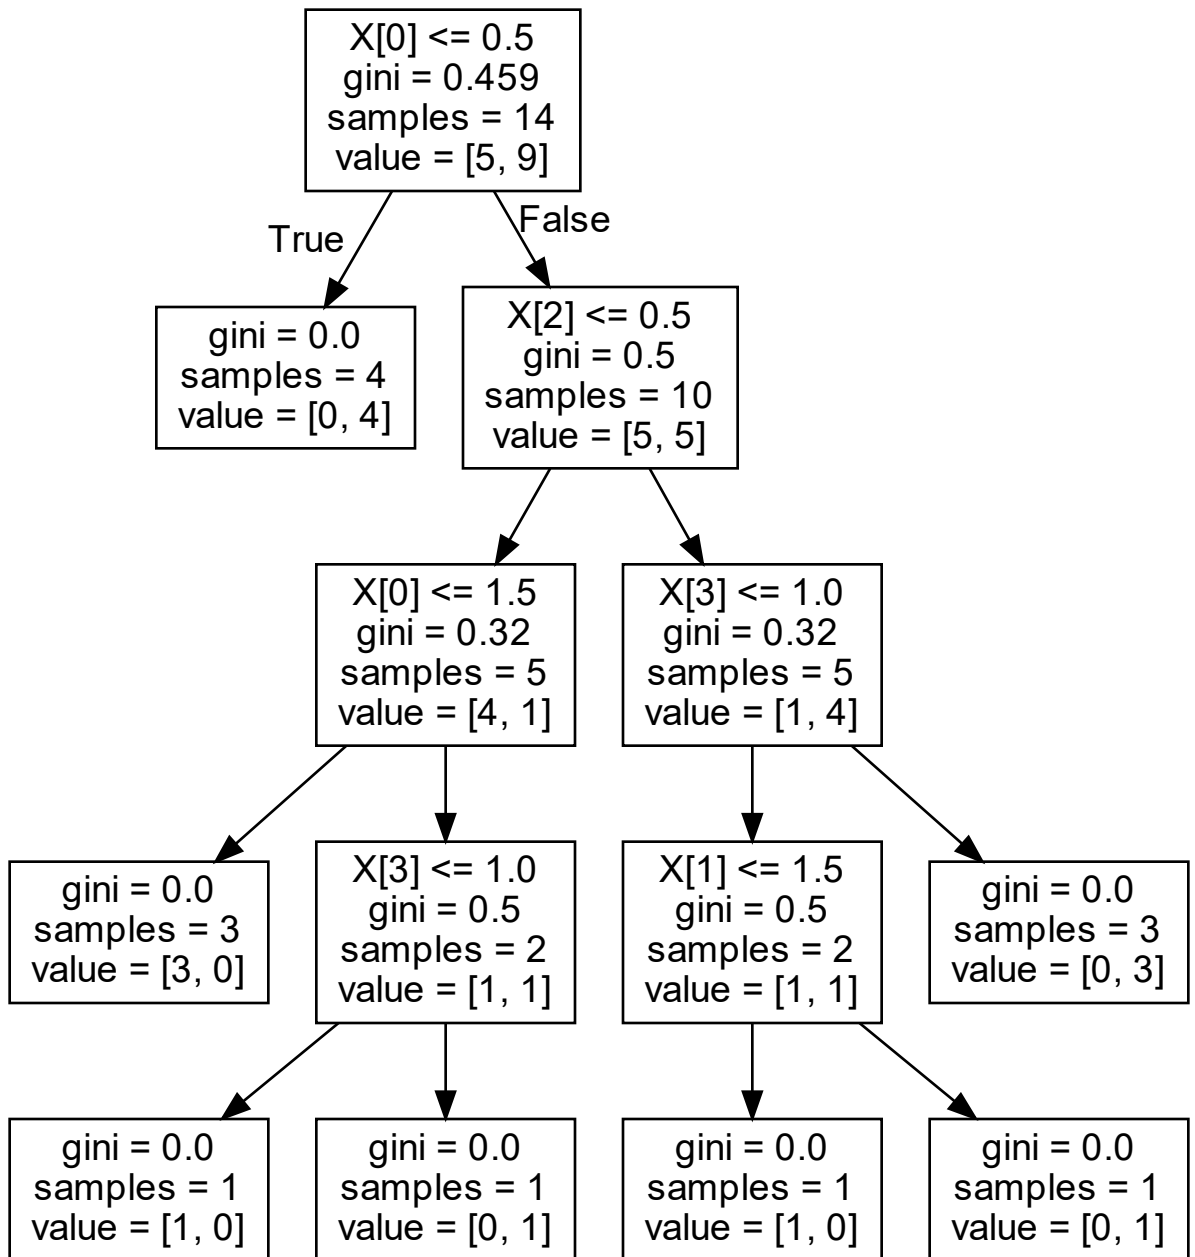 X[0] <= 0.5
gini = 0.459
samples = 14
value = [5, 9]
True
False
gini = 0.0
samples = 4
value = [0, 4]
X[2] <= 0.5
gini = 0.5
samples = 10
value = [5, 5]
X[0] <= 1.5
gini = 0.32
samples = 5
value = [4, 1]
X[3] <= 1.0
gini = 0.32
samples = 5
value = [1, 4]
gini = 0.0
samples = 3
value = [3, 0]
X[3] <= 1.0
gini = 0.5
samples = 2
value = [1, 1]
X[1] <= 1.5
gini = 0.5
samples = 2
value = [1, 1]
gini = 0.0
samples = 3
value = [0, 3]
gini = 0.0
samples = 1
value = [1, 0]
gini = 0.0
samples = 1
value = [0, 1]
gini = 0.0
samples = 1
value = [1, 0]
gini = 0.0
samples = 1
value = [0, 1]